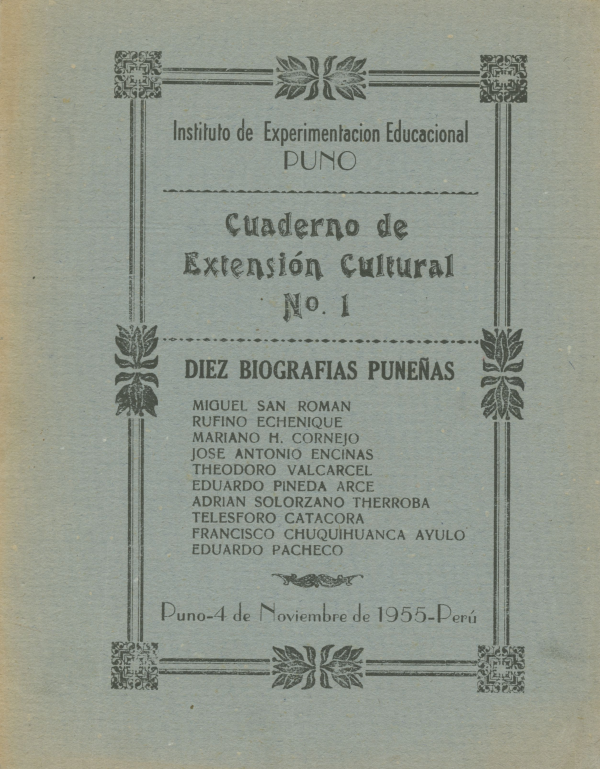 Instituto de Experimentacion Educacional
PUNO
Cuaderno de
Extensión Cultural
No. 1
DIEZ BIOGRAFIAS PUNEÑAS
MIGUEL SAN ROMAN
RUFINO ECHENIQUE
MARIANO H. CORNEJO
JOSE ANTONIO ENCINAS
THEODORO VALCARCEL
EDUARDO PINEDA ARCE
ADRIAN SOLORZANO THERROBA
TELESFORO CATACORA
FRANCISCO CHUQUIHUANCA AYULO
EDUARDO PACHECO
Puno-4 de Noviembre de 1955-Perú